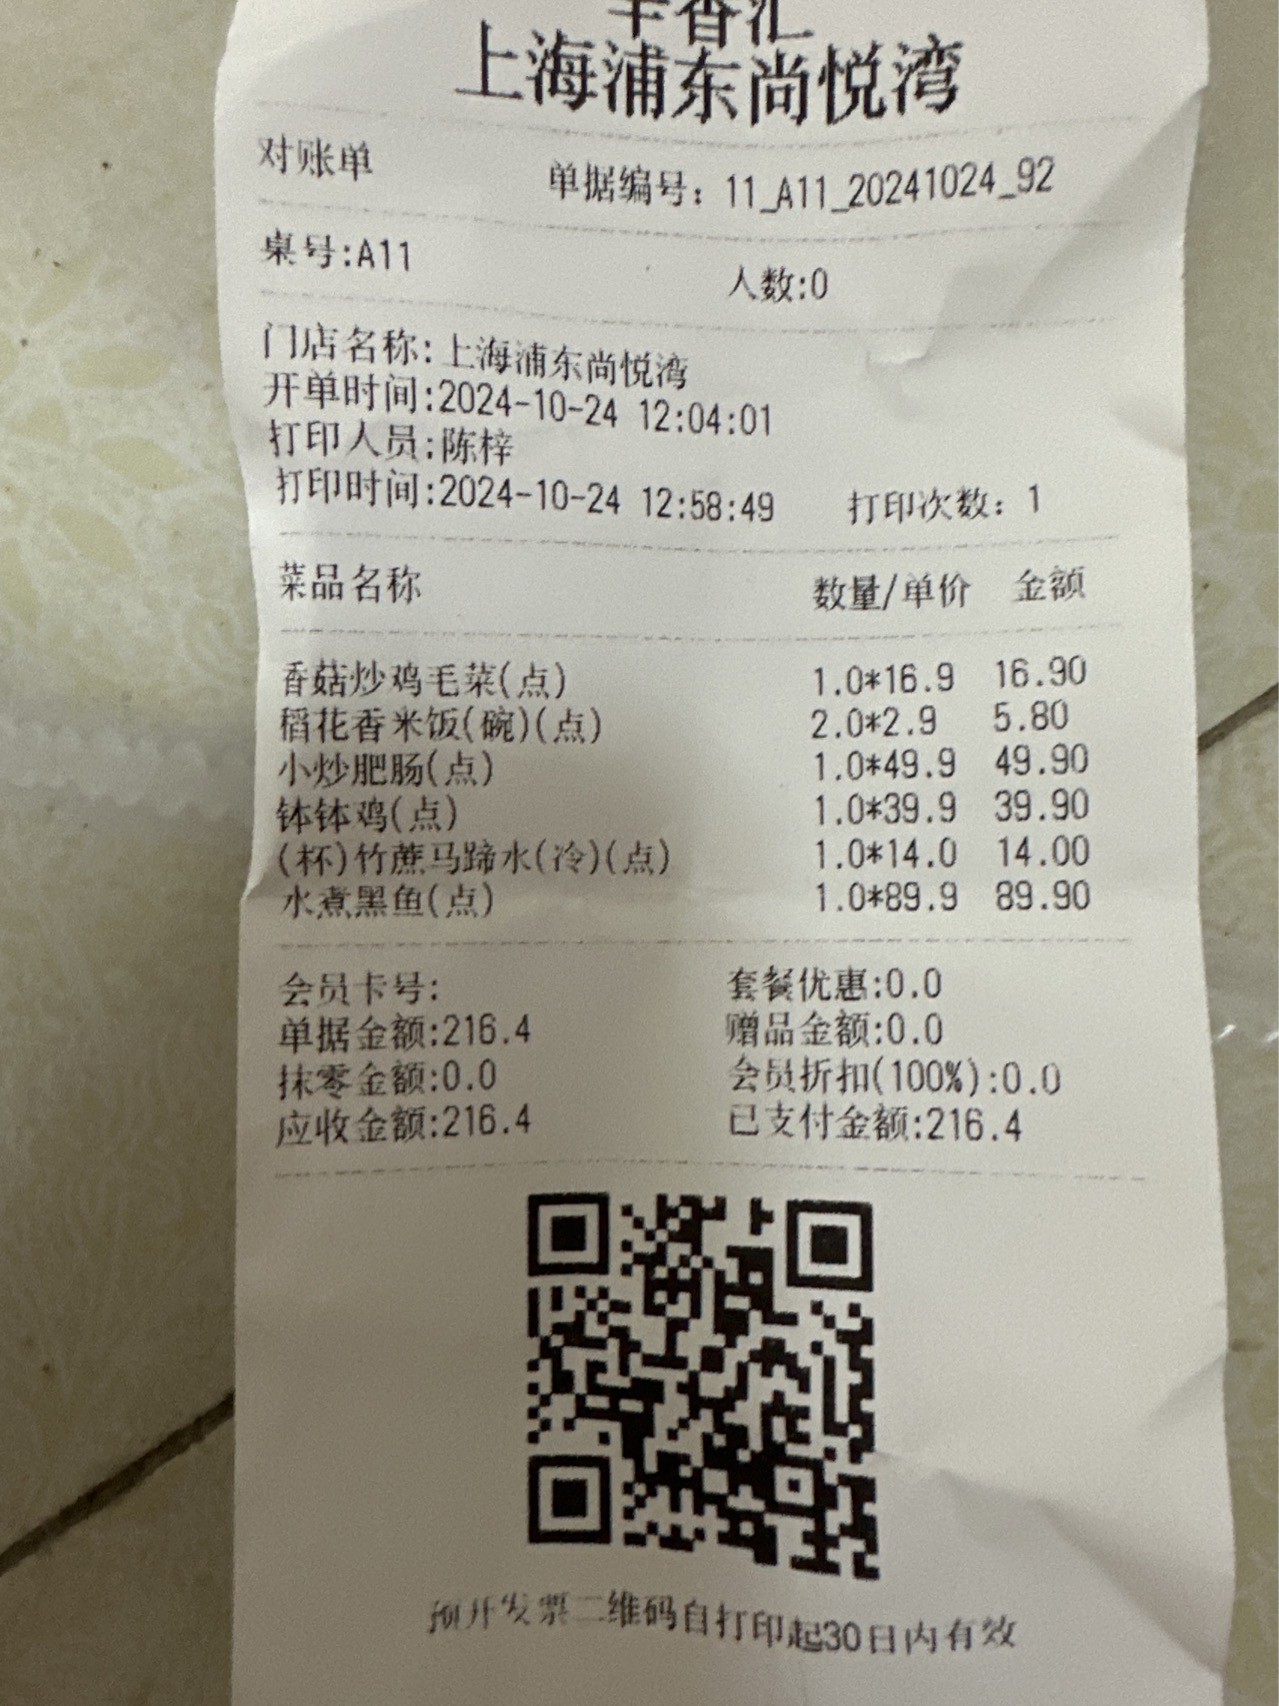 香汇
上海浦东尚悦湾
对账单 单据编号：11_A11_20241024_92
桌号:A11 人数:0
门店名称:上海浦东尚悦湾
开单时间:2024-10-24 12:04:01
打印人员:陈梓
打印时间:2024-10-24 12:58:49 打印次数：1
菜品名称 数量/单价 金额
香菇炒鸡毛菜(点) 1.0*16.9 16.90
稻花香米饭(碗)(点) 2.0*2.9 5.80
小炒肥肠(点) 1.0*49.9 49.90
钵钵鸡(点) 1.0*39.9 39.90
(杯)竹蔗马蹄水(冷)(点) 1.0*14.0 14.00
水煮黑鱼(点) 1.0*89.9 89.90
会员卡号: 套餐优惠:0.0
单据金额:216.4 赠品金额:0.0
抹零金额:0.0 会员折扣(100%):0.0
应收金额:216.4 已支付金额:216.4
预开发票二维码自打印起30日内有效